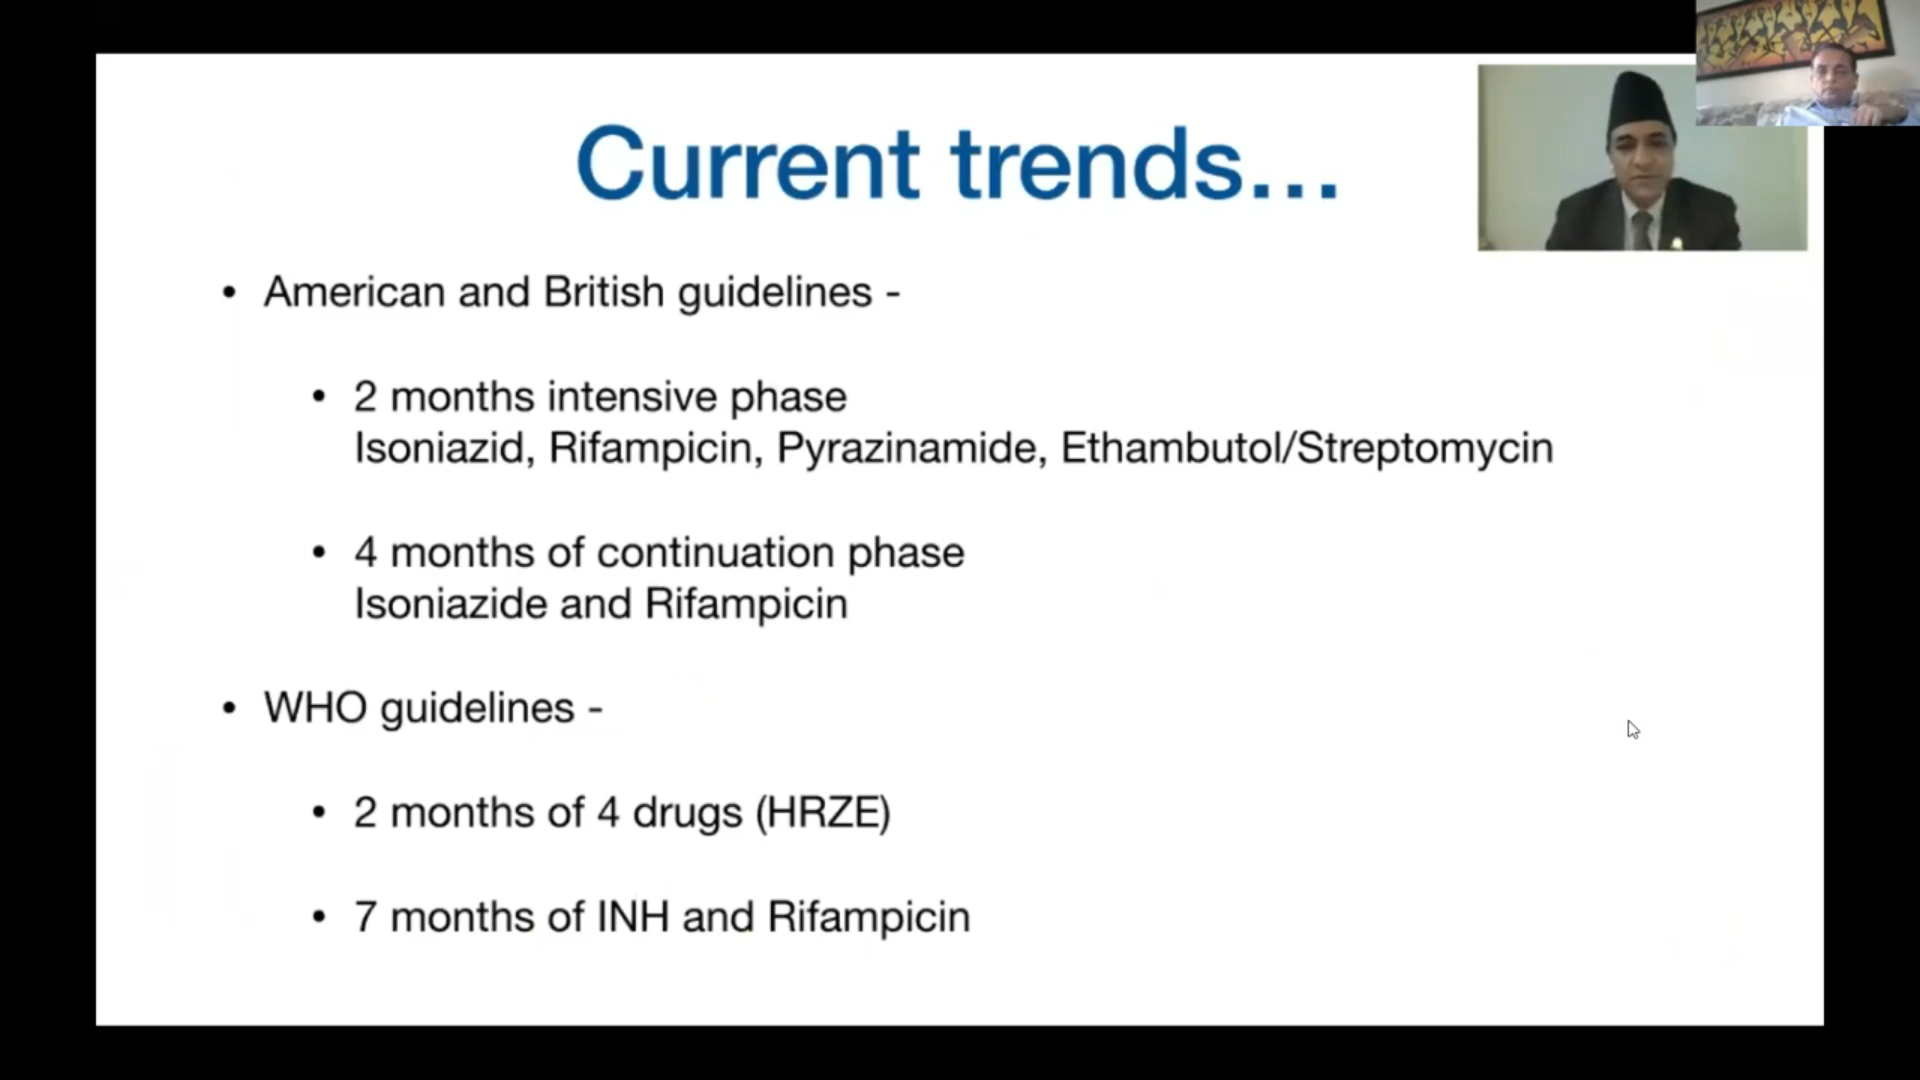 Current trends...
• American and British guidelines -
• 2 months intensive phase
Isoniazid, Rifampicin, Pyrazinamide, Ethambutol/Streptomycin
• 4 months of continuation phase
Isoniazide and Rifampicin
• WHO guidelines -
• 2 months of 4 drugs (HRZE)
• 7 months of INH and Rifampicin